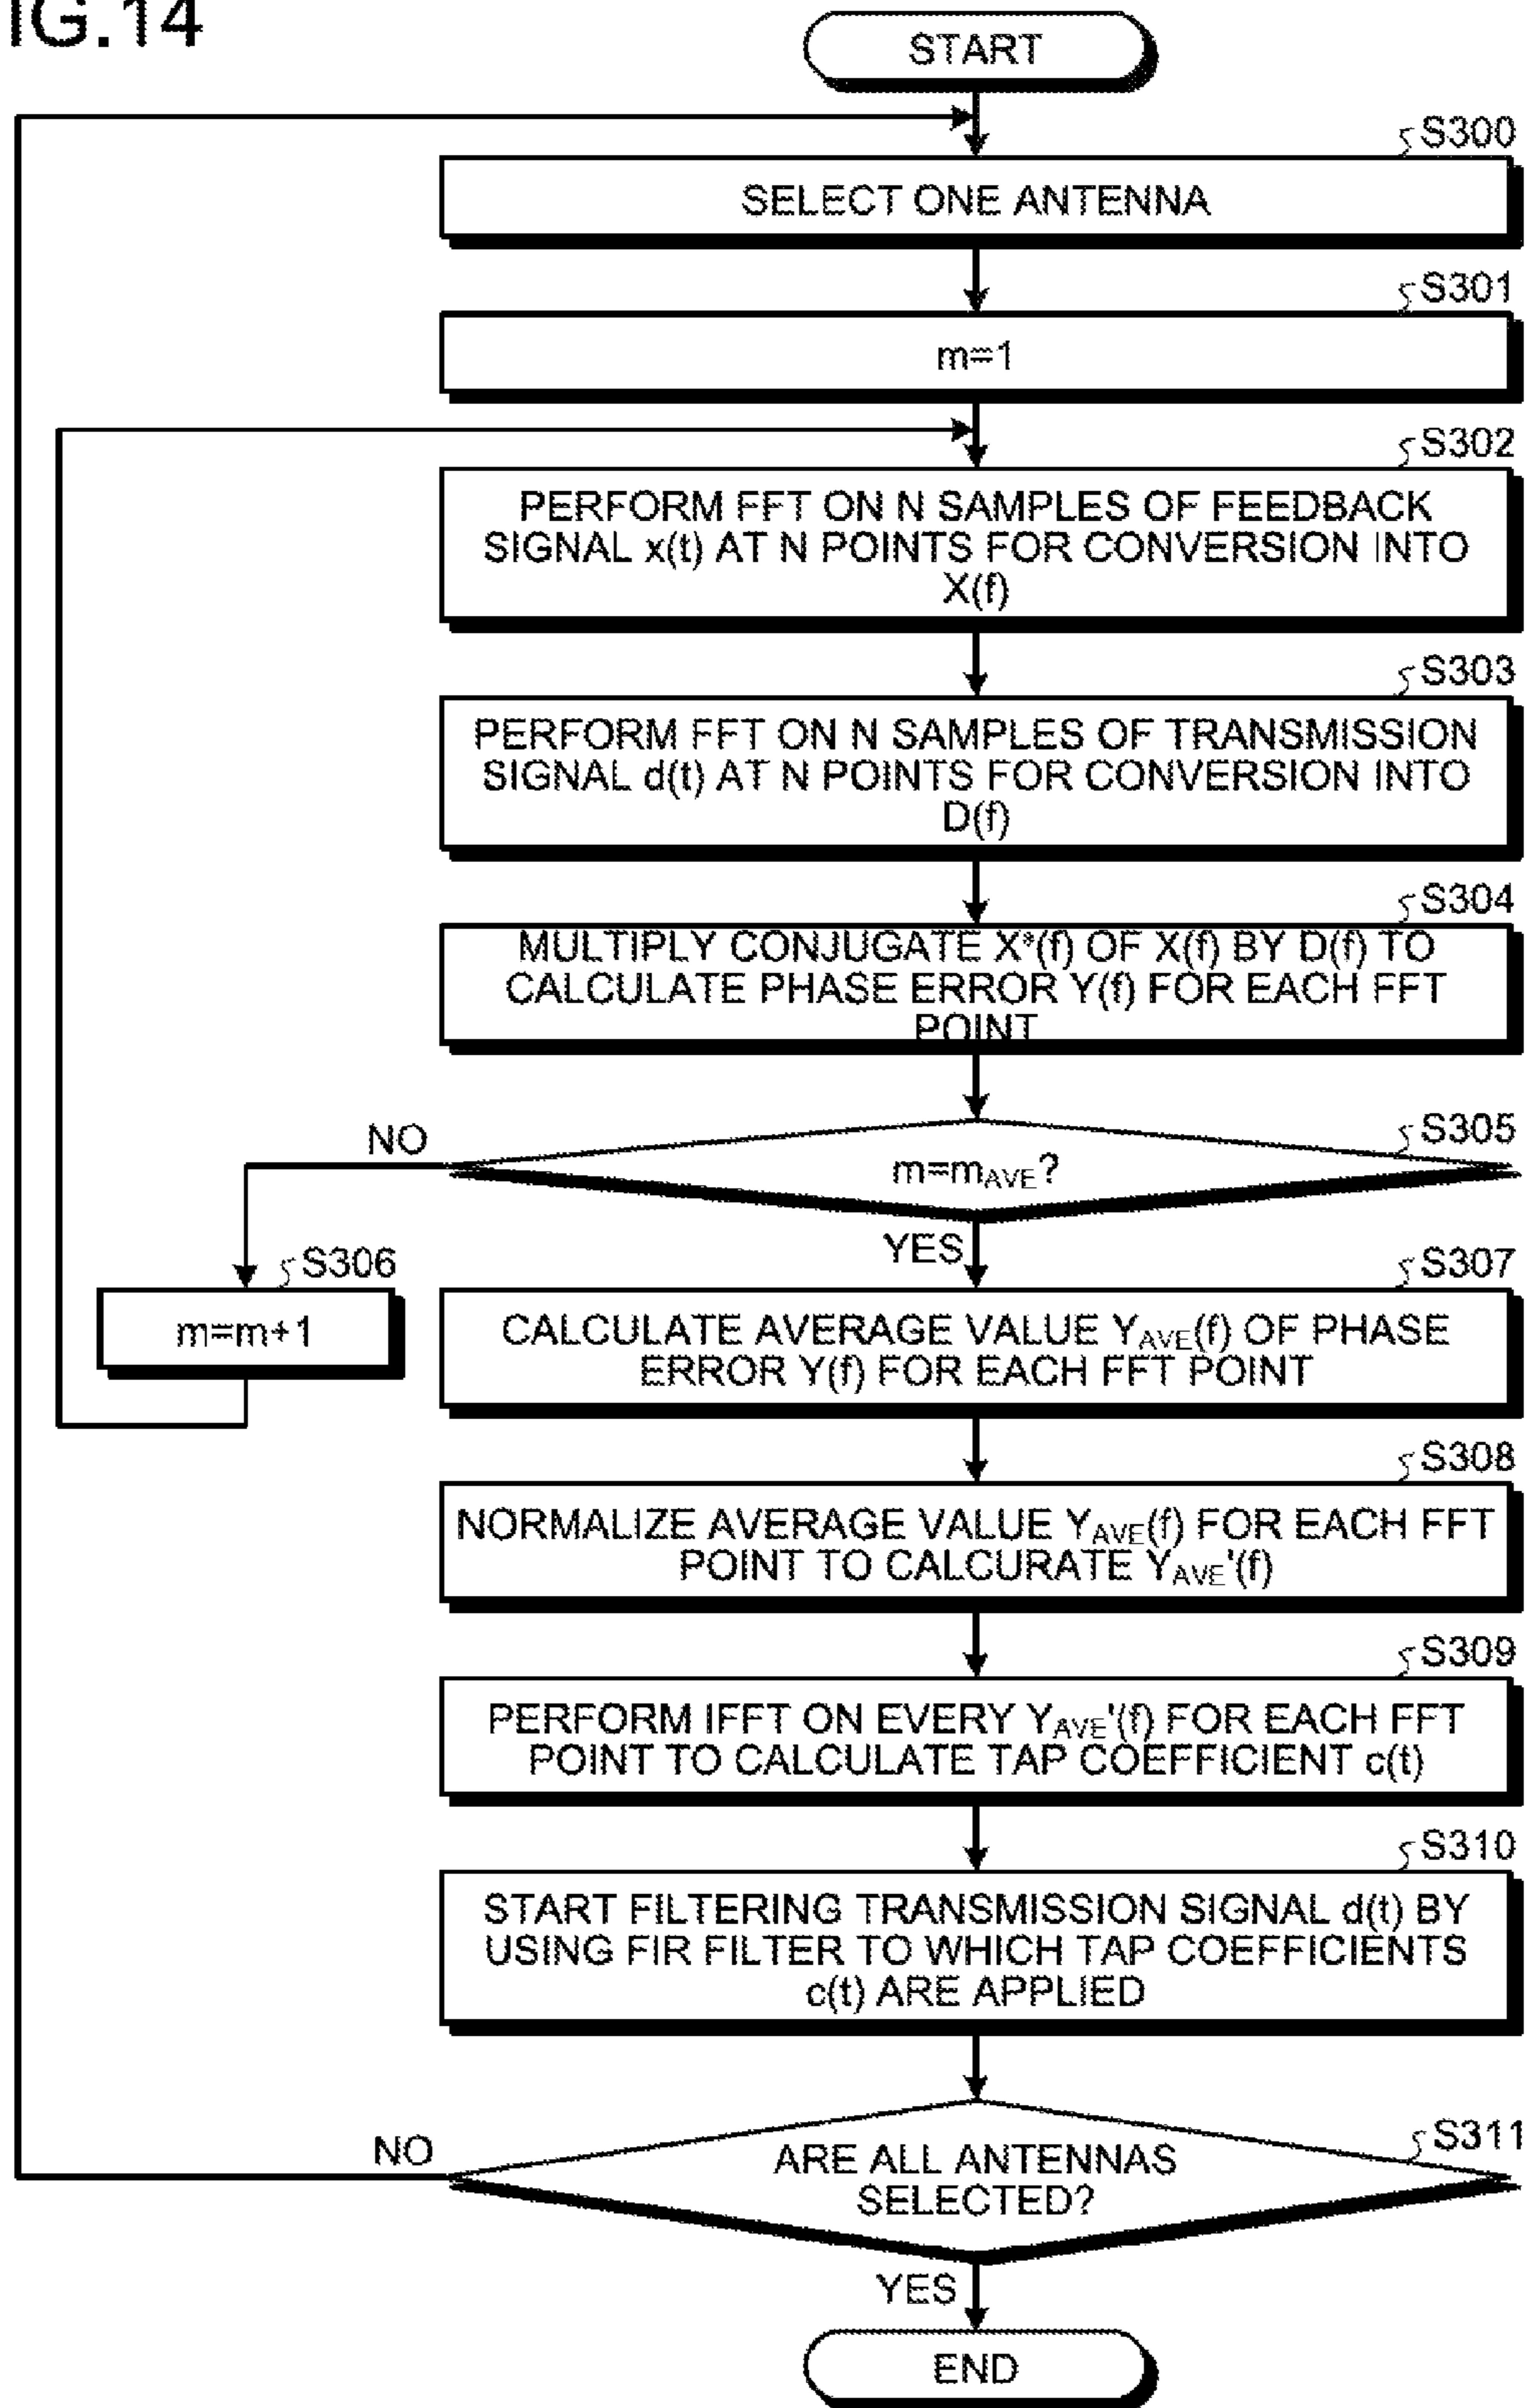 IG.14
START
S300
SELECT ONE ANTENNA
S301
m=1
S302
PERFORM FFT ON N SAMPLES OF FEEDBACK
SIGNAL x(t) AT N POINTS FOR CONVERSION INTO
X(f)
S303
PERFORM FFT ON N SAMPLES OF TRANSMISSION
SIGNAL d(t) AT N POINTS FOR CONVERSION INTO
D(f)
S304
MULTIPLY CONJUGATE X*(f) OF X(f) BY D(f) TO
CALCULATE PHASE ERROR Y(f) FOR EACH FFT
POINT
S305
NO
m=mAVE?
YES
S306
m=m+1
S307
CALCULATE AVERAGE VALUE YAVE(f) OF PHASE
ERROR Y(f) FOR EACH FFT POINT
S308
NORMALIZE AVERAGE VALUE YAVE(f) FOR EACH FFT
POINT TO CALCURATE YAVE'(f)
S309
PERFORM IFFT ON EVERY YAVE'(f) FOR EACH FFT
POINT TO CALCULATE TAP COEFFICIENT c(t)
S310
START FILTERING TRANSMISSION SIGNAL d(t) BY
USING FIR FILTER TO WHICH TAP COEFFICIENTS
c(t) ARE APPLIED
S311
NO
ARE ALL ANTENNAS
SELECTED?
YES
END